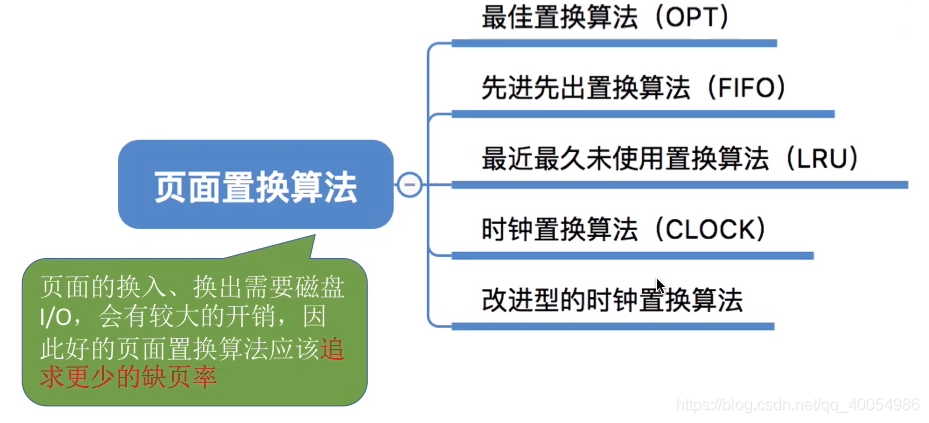 最佳置换算法（OPT）
先进先出置换算法（FIFO）
最近最久未使用置换算法（LRU）
页面置换算法
时钟置换算法（CLOCK）
改进型的时钟置换算法
页面的换入、换出需要磁盘
I/O，会有较大的开销，因
此好的页面置换算法应该追
求更少的缺页率
https://blog.csdn.net/qq_40054986